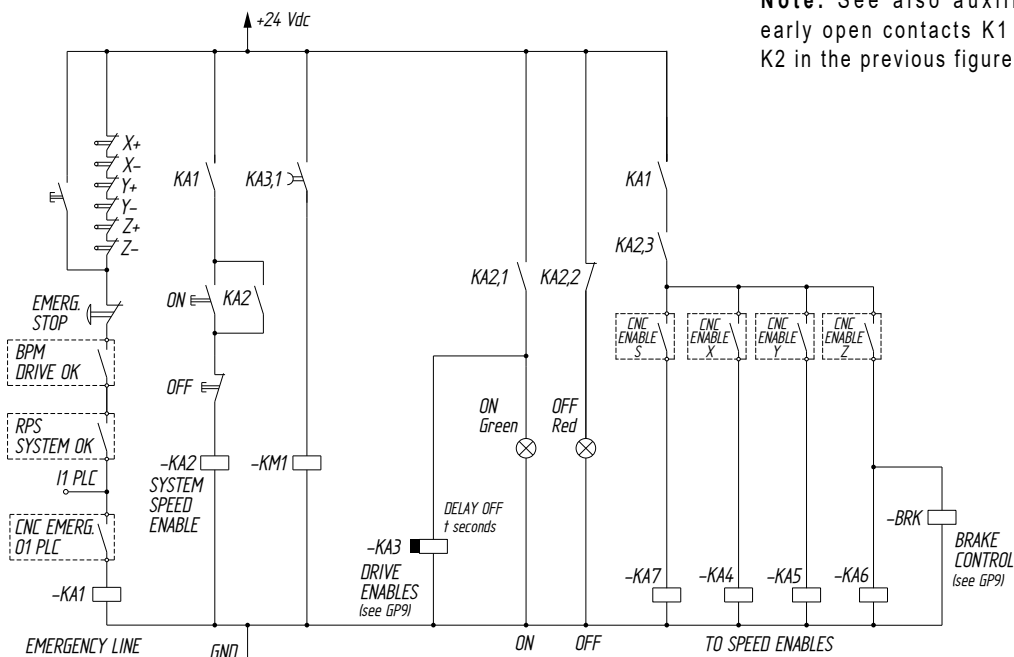 +24 Vdc
Note: See also auxili
early open contacts K1
K2 in the previous figure
X+
X-
Y+
Y-
Z+
Z-
KA1
KA3,1
KA1
KA2,3
KA2,1
KA2,2
ON
KA2
EMERG.
STOP
BPM
DRIVE OK
OFF
RPS
SYSTEM OK
I1 PLC
CNC EMERG.
O1 PLC
-KA1
-KA2
SYSTEM
SPEED
ENABLE
-KM1
ON
Green
OFF
Red
DELAY OFF
t seconds
-KA3
DRIVE
ENABLES
(see GP9)
CNC
ENABLE
S
CNC
ENABLE
X
CNC
ENABLE
Y
CNC
ENABLE
Z
-BRK
BRAKE
CONTROL
(see GP9)
-KA7
-KA4
-KA5
-KA6
EMERGENCY LINE
GND
ON
OFF
TO SPEED ENABLES